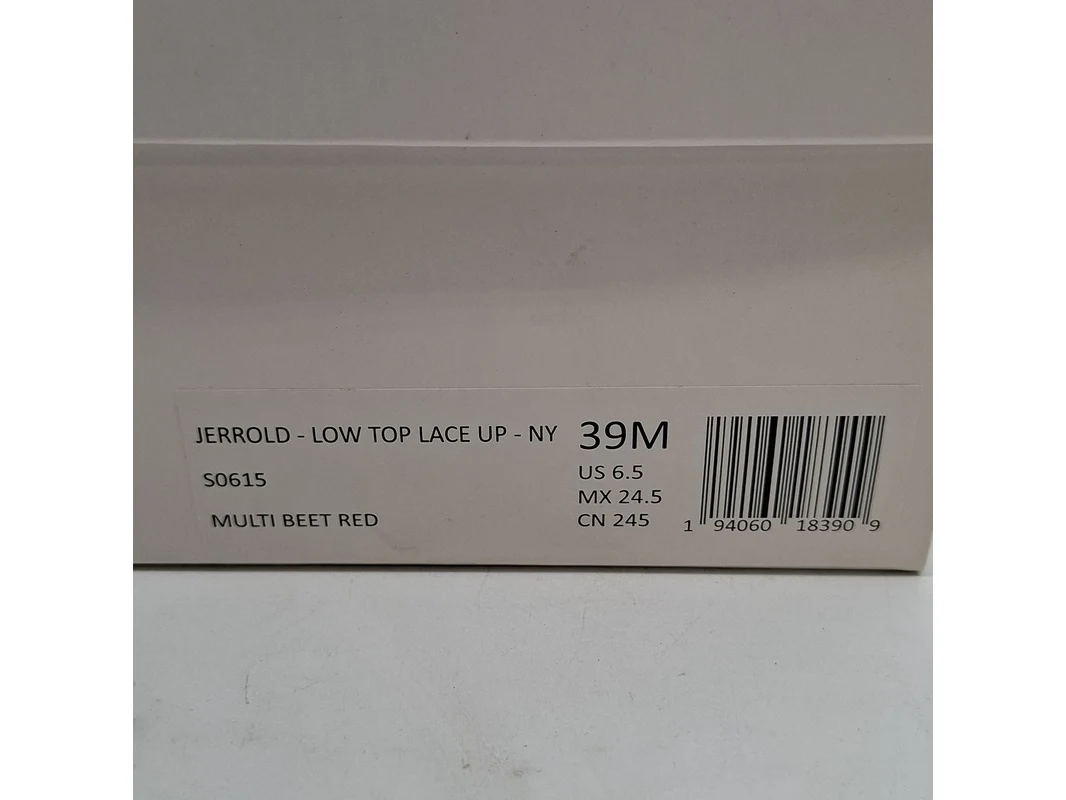 JERROLD - LOW TOP LACE UP - NY
S0615
MULTI BEET RED
39M
US 6.5
MX 24.5
CN 245
1 94060 18390 9